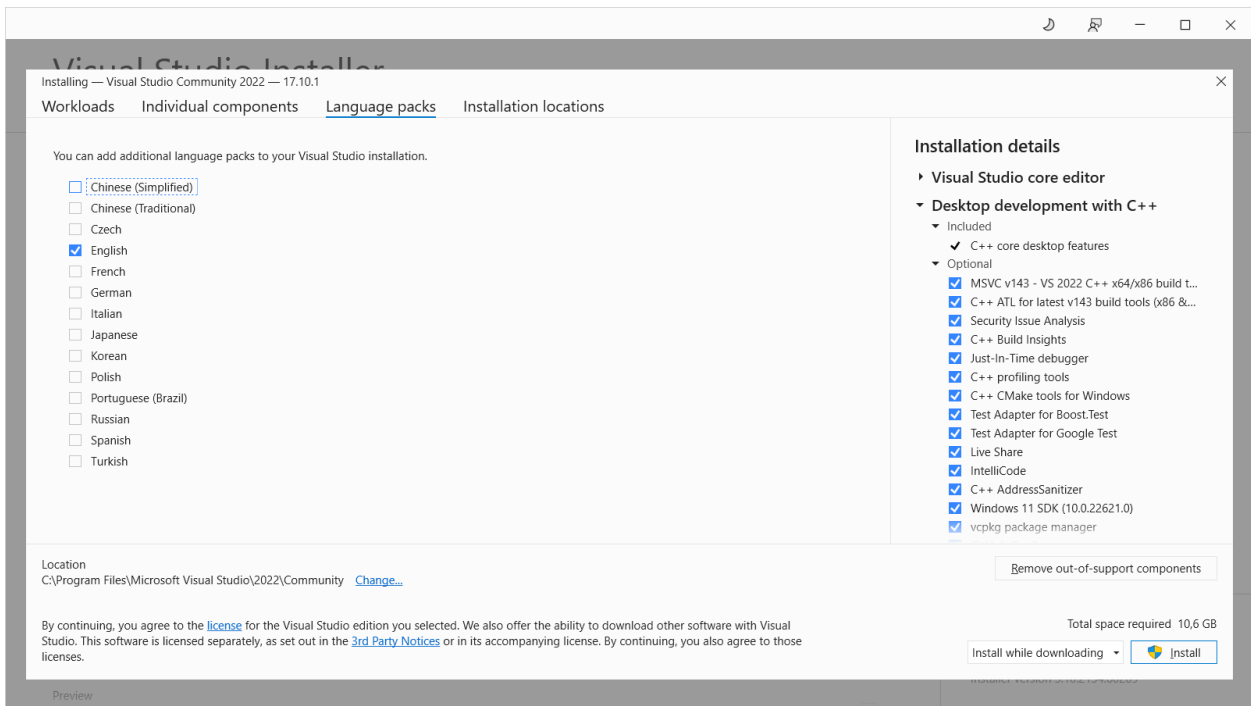 Visual Studio Installer
Installing — Visual Studio Community 2022 — 17.10.1
Workloads Individual components Language packs Installation locations
You can add additional language packs to your Visual Studio installation.
Chinese (Simplified)
Chinese (Traditional)
Czech
English
French
German
Italian
Japanese
Korean
Polish
Portuguese (Brazil)
Russian
Spanish
Turkish
Installation details
Visual Studio core editor
Desktop development with C++
Included
C++ core desktop features
Optional
MSVC v143 - VS 2022 C++ x64/x86 build t...
C++ ATL for latest v143 build tools (x86 &...
Security Issue Analysis
C++ Build Insights
Just-In-Time debugger
C++ profiling tools
C++ CMake tools for Windows
Test Adapter for Boost.Test
Test Adapter for Google Test
Live Share
IntelliCode
C++ AddressSanitizer
Windows 11 SDK (10.0.22621.0)
vcpkg package manager
Location
C:\Program Files\Microsoft Visual Studio\2022\Community Change...
Remove out-of-support components
By continuing, you agree to the license for the Visual Studio edition you selected. We also offer the ability to download other software with Visual
Studio. This software is licensed separately, as set out in the 3rd Party Notices or in its accompanying license. By continuing, you also agree to those
licenses.
Total space required 10,6 GB
Install while downloading Install
Preview